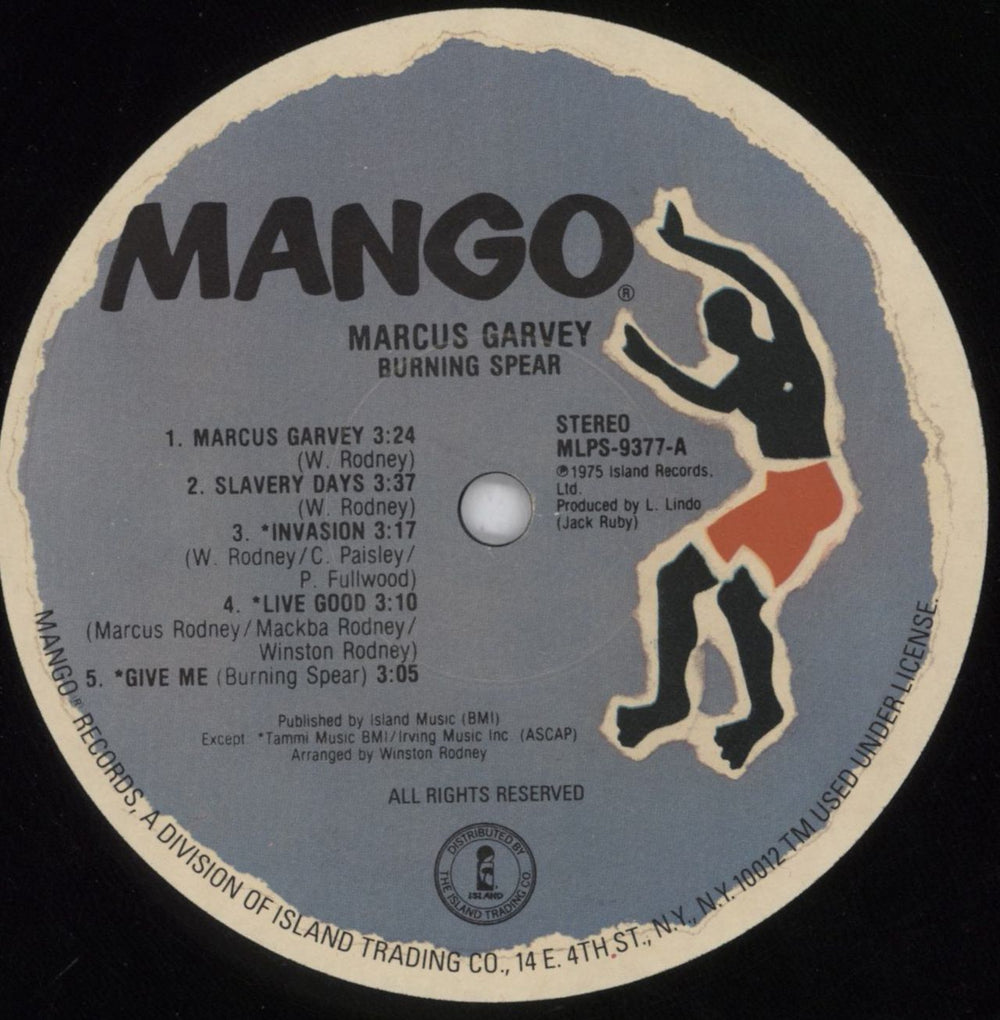 MANGO®
MARCUS GARVEY
BURNING SPEAR
1. MARCUS GARVEY 3:24
(W. Rodney)
2. SLAVERY DAYS 3:37
(W. Rodney)
3. *INVASION 3:17
(W. Rodney/C. Paisley/
P. Fullwood)
4. *LIVE GOOD 3:10
(Marcus Rodney/Mackba Rodney/
Winston Rodney)
5. *GIVE ME (Burning Spear) 3:05
STEREO
MLPS-9377-A
℗1975 Island Records,
Ltd.
Produced by L. Lindo
(Jack Ruby)
Published by Island Music (BMI)
Except *Tammi Music BMI/Irving Music Inc. (ASCAP)
Arranged by Winston Rodney
ALL RIGHTS RESERVED
DISTRIBUTED BY
ISLAND
THE ISLAND TRADING CO.
MANGO® RECORDS, A DIVISION OF ISLAND TRADING CO., 14 E. 4TH ST., N.Y., N.Y. 10012 TM USED UNDER LICENSE.